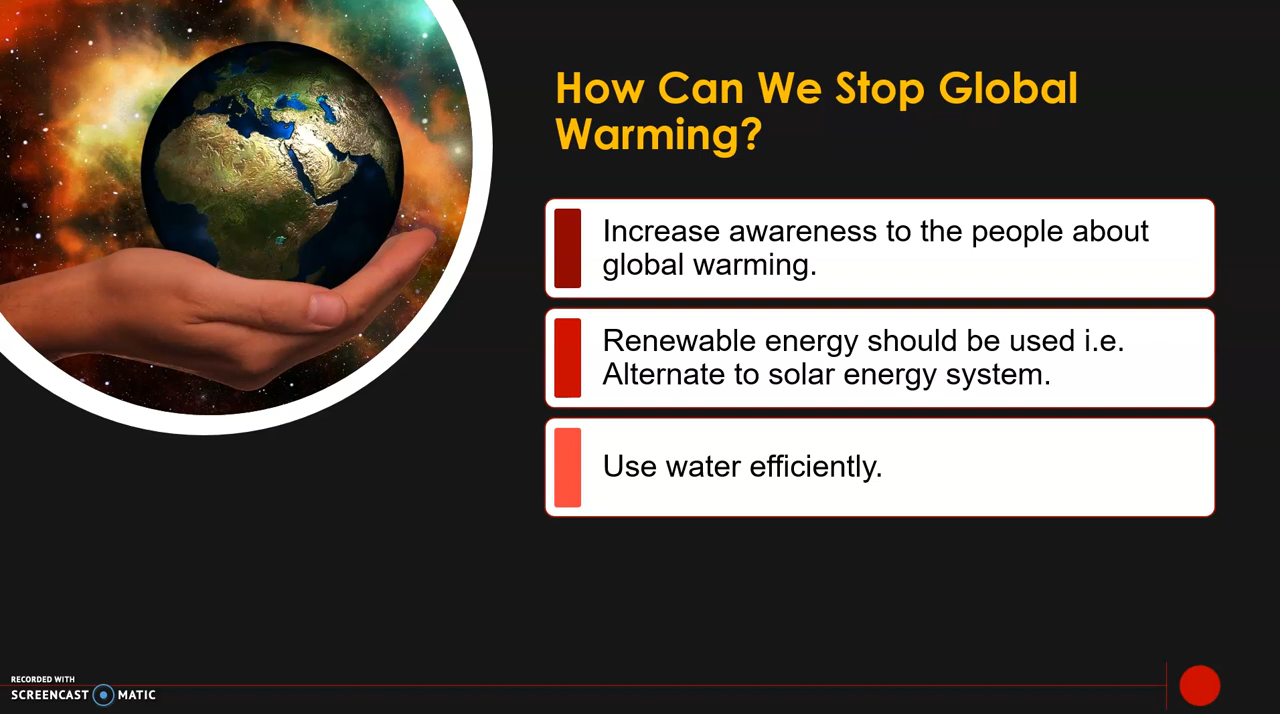 How Can We Stop Global
Warming?
Increase awareness to the people about
global warming.
Renewable energy should be used i.e.
Alternate to solar energy system.
Use water efficiently.
RECORDED WITH
SCREENCAST MATIC